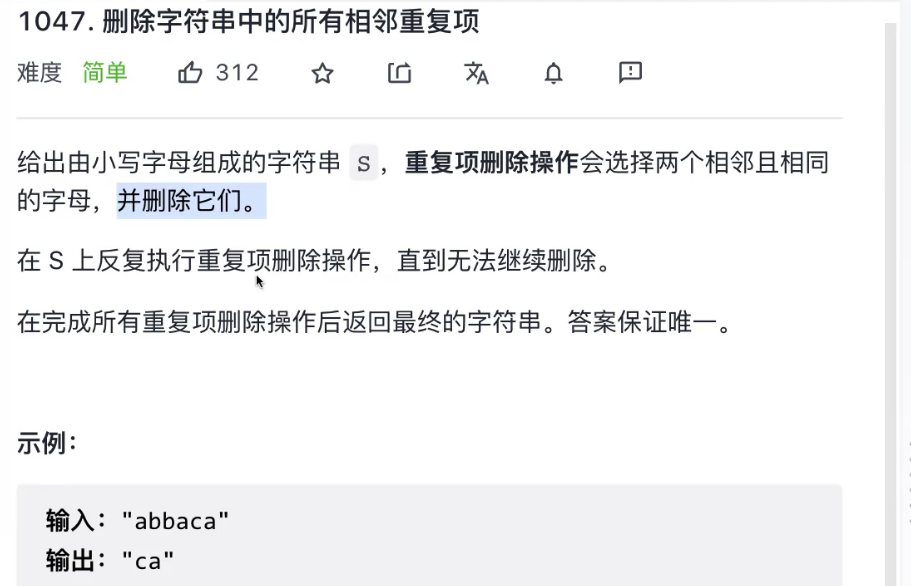 1047. 删除字符串中的所有相邻重复项
难度 简单 312
给出由小写字母组成的字符串 S，重复项删除操作会选择两个相邻且相同
的字母，并删除它们。
在 S 上反复执行重复项删除操作，直到无法继续删除。
在完成所有重复项删除操作后返回最终的字符串。答案保证唯一。
示例：
输入："abbaca"
输出："ca"